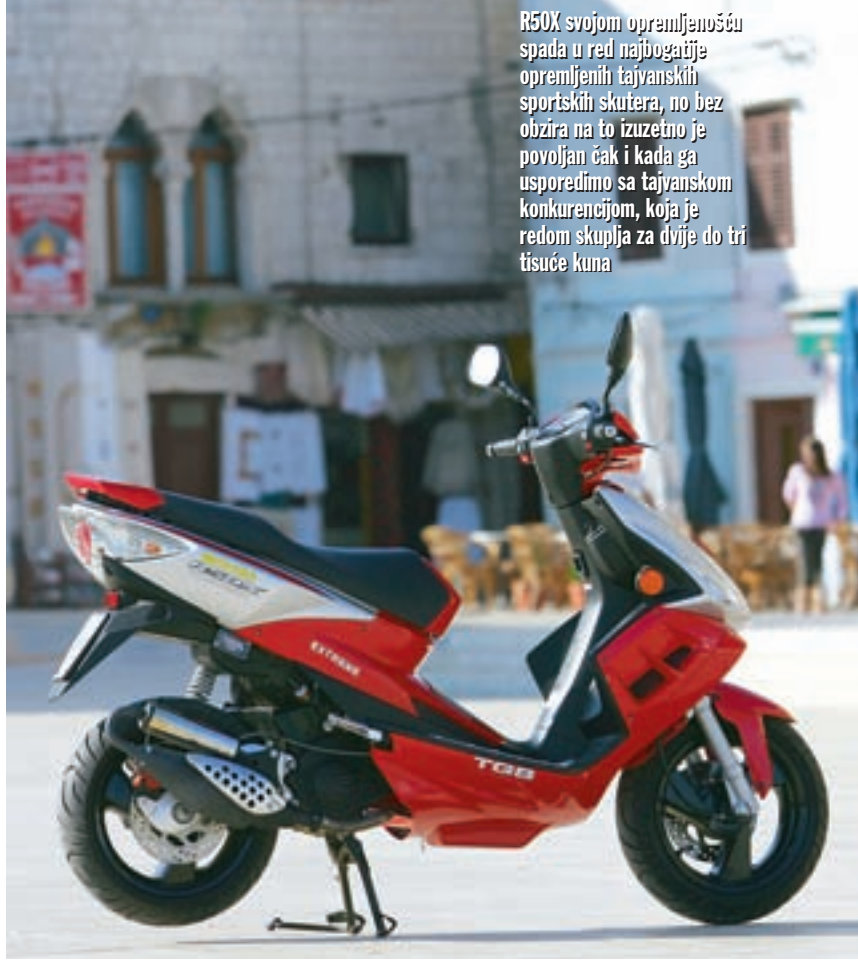 R50X svojom opremljenošću
spada u red najbogatije
opremljenih tajvanskih
sportskih skutera, no bez
obzira na to izuzetno je
povoljan čak i kada ga
usporedimo sa tajvanskom
konkurencijom, koja je
redom skuplja za dvije do tri
tisuće kuna
EXTREME
TGB